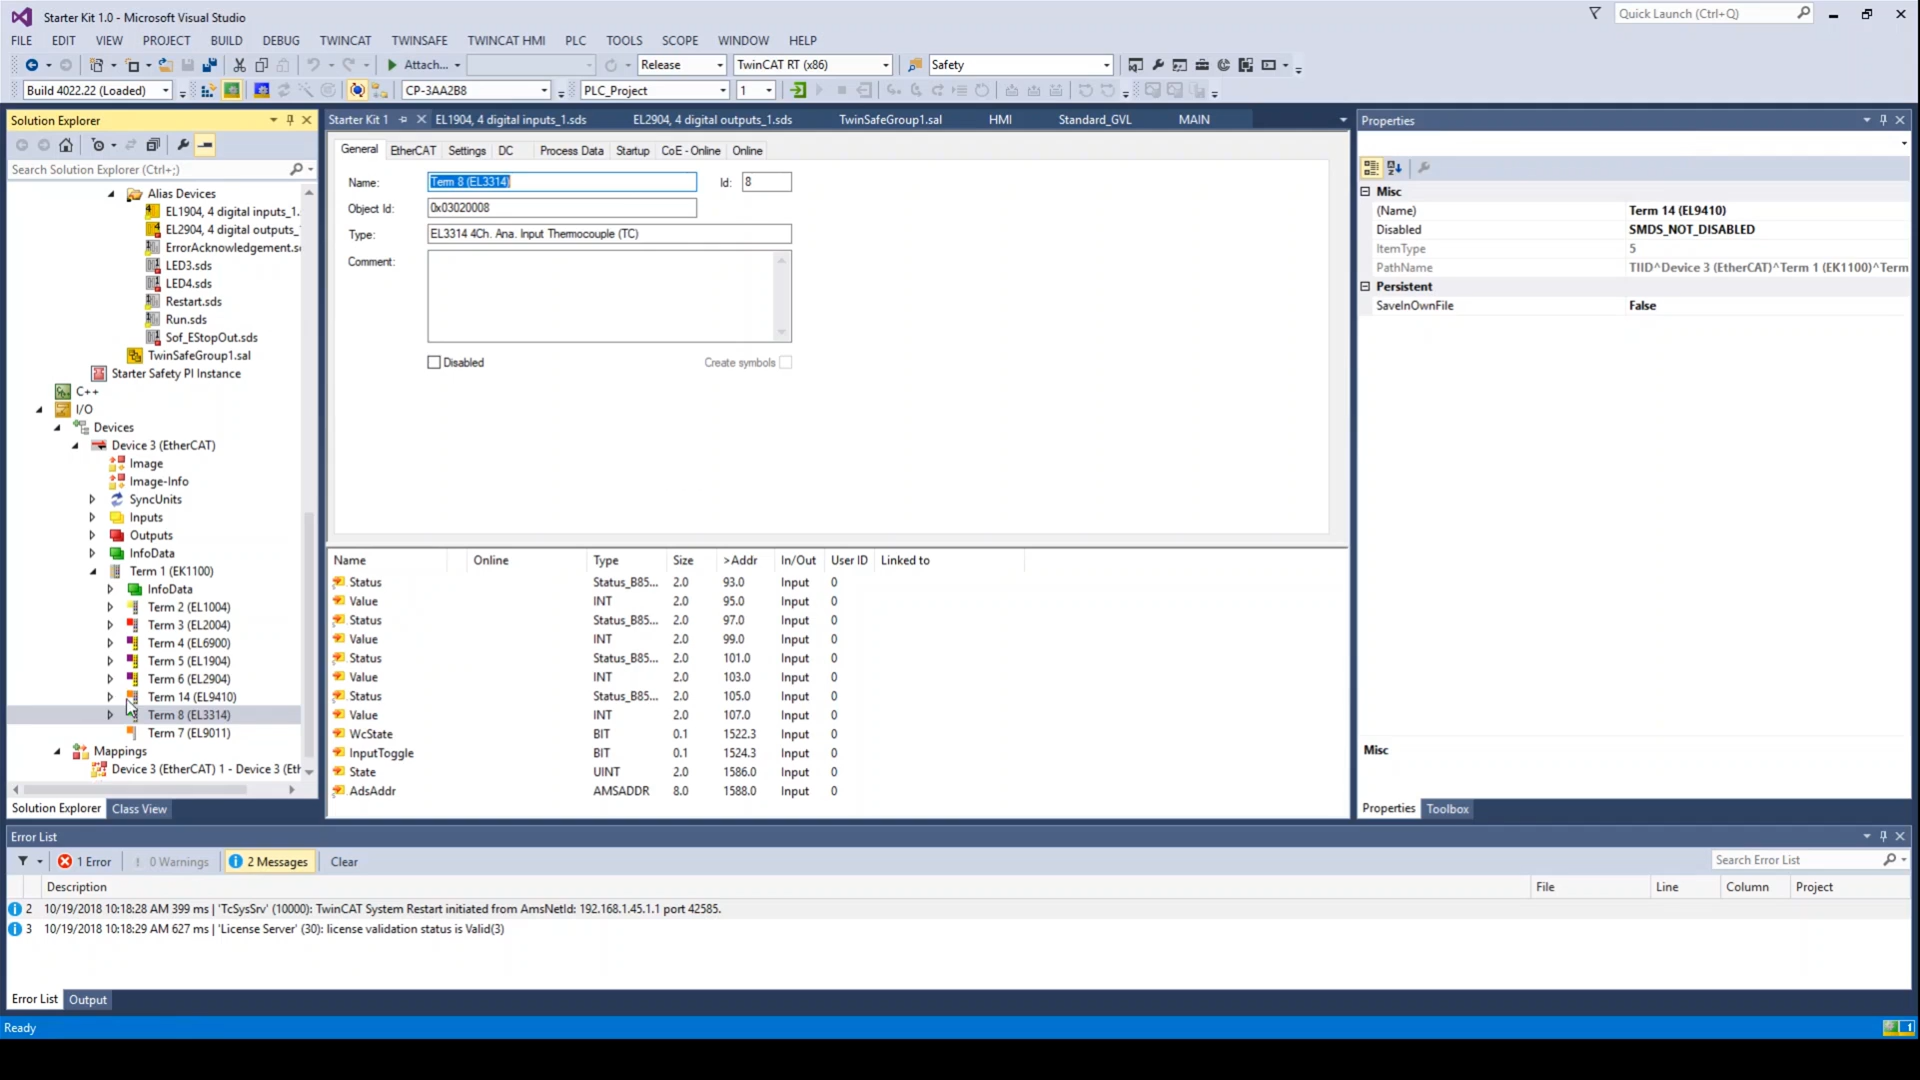 Starter Kit 1.0 - Microsoft Visual Studio
Quick Launch (Ctrl+Q)
FILE EDIT VIEW PROJECT BUILD DEBUG TWINCAT TWINSAFE TWINCAT HMI PLC TOOLS SCOPE WINDOW HELP
Attach... Release TwinCAT RT (x86) Safety
Build 4022.22 (Loaded) CP-3AA2B8 PLC_Project 1
Solution Explorer
Search Solution Explorer (Ctrl+;)
Alias Devices
EL1904, 4 digital inputs_1.
EL2904, 4 digital outputs_
ErrorAcknowledgement.s
LED3.sds
LED4.sds
Restart.sds
Run.sds
Sof_EStopOut.sds
TwinSafeGroup1.sal
Starter Safety PI Instance
C++
I/O
Devices
Device 3 (EtherCAT)
Image
Image-Info
SyncUnits
Inputs
Outputs
InfoData
Term 1 (EK1100)
InfoData
Term 2 (EL1004)
Term 3 (EL2004)
Term 4 (EL6900)
Term 5 (EL1904)
Term 6 (EL2904)
Term 14 (EL9410)
Term 8 (EL3314)
Term 7 (EL9011)
Mappings
Device 3 (EtherCAT) 1 - Device 3 (Eth
Solution Explorer Class View
Starter Kit 1 EL1904, 4 digital inputs_1.sds EL2904, 4 digital outputs_1.sds TwinSafeGroup1.sal HMI Standard_GVL MAIN
General EtherCAT Settings DC Process Data Startup CoE - Online Online
Name: Term 8 (EL3314) Id: 8
Object Id: 0x03020008
Type: EL3314 4Ch. Ana. Input Thermocouple (TC)
Comment:
Disabled Create symbols
Name Online Type Size >Addr In/Out User ID Linked to
Status Status_B85... 2.0 93.0 Input 0
Value INT 2.0 95.0 Input 0
Status Status_B85... 2.0 97.0 Input 0
Value INT 2.0 99.0 Input 0
Status Status_B85... 2.0 101.0 Input 0
Value INT 2.0 103.0 Input 0
Status Status_B85... 2.0 105.0 Input 0
Value INT 2.0 107.0 Input 0
WcState BIT 0.1 1522.3 Input 0
InputToggle BIT 0.1 1524.3 Input 0
State UINT 2.0 1586.0 Input 0
AdsAddr AMSADDR 8.0 1588.0 Input 0
Properties
Misc
(Name) Term 14 (EL9410)
Disabled SMDS_NOT_DISABLED
ItemType 5
PathName TIID^Device 3 (EtherCAT)^Term 1 (EK1100)^Term
Persistent
SaveInOwnFile False
Misc
Properties Toolbox
Error List
1 Error 0 Warnings 2 Messages Clear
Search Error List
Description File Line Column Project
2 10/19/2018 10:18:28 AM 399 ms | 'TcSysSrv' (10000): TwinCAT System Restart initiated from AmsNetId: 192.168.1.45.1.1 port 42585.
3 10/19/2018 10:18:29 AM 627 ms | 'License Server' (30): license validation status is Valid(3)
Error List Output
Ready
1